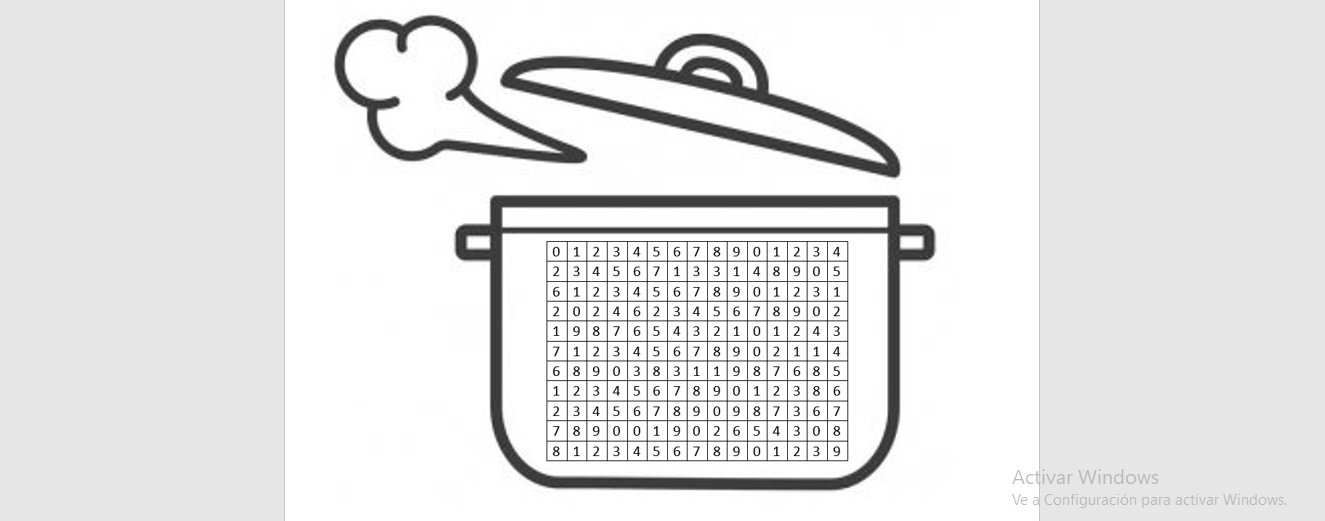 0 1 2 3 4 5 6 7 8 9 0 1 2 3 4
2 3 4 5 6 7 1 3 3 1 4 8 9 0 5
6 1 2 3 4 5 6 7 8 9 0 1 2 3 1
2 0 2 4 6 2 3 4 5 6 7 8 9 0 2
1 9 8 7 6 5 4 3 2 1 0 1 2 4 3
7 1 2 3 4 5 6 7 8 9 0 2 1 1 4
6 8 9 0 3 8 3 1 1 9 8 7 6 8 5
1 2 3 4 5 6 7 8 9 0 1 2 3 8 6
2 3 4 5 6 7 8 9 0 9 8 7 3 6 7
7 8 9 0 0 1 9 0 2 6 5 4 3 0 8
8 1 2 3 4 5 6 7 8 9 0 1 2 3 9
Activar Windows
Ve a Configuración para activar Windows.